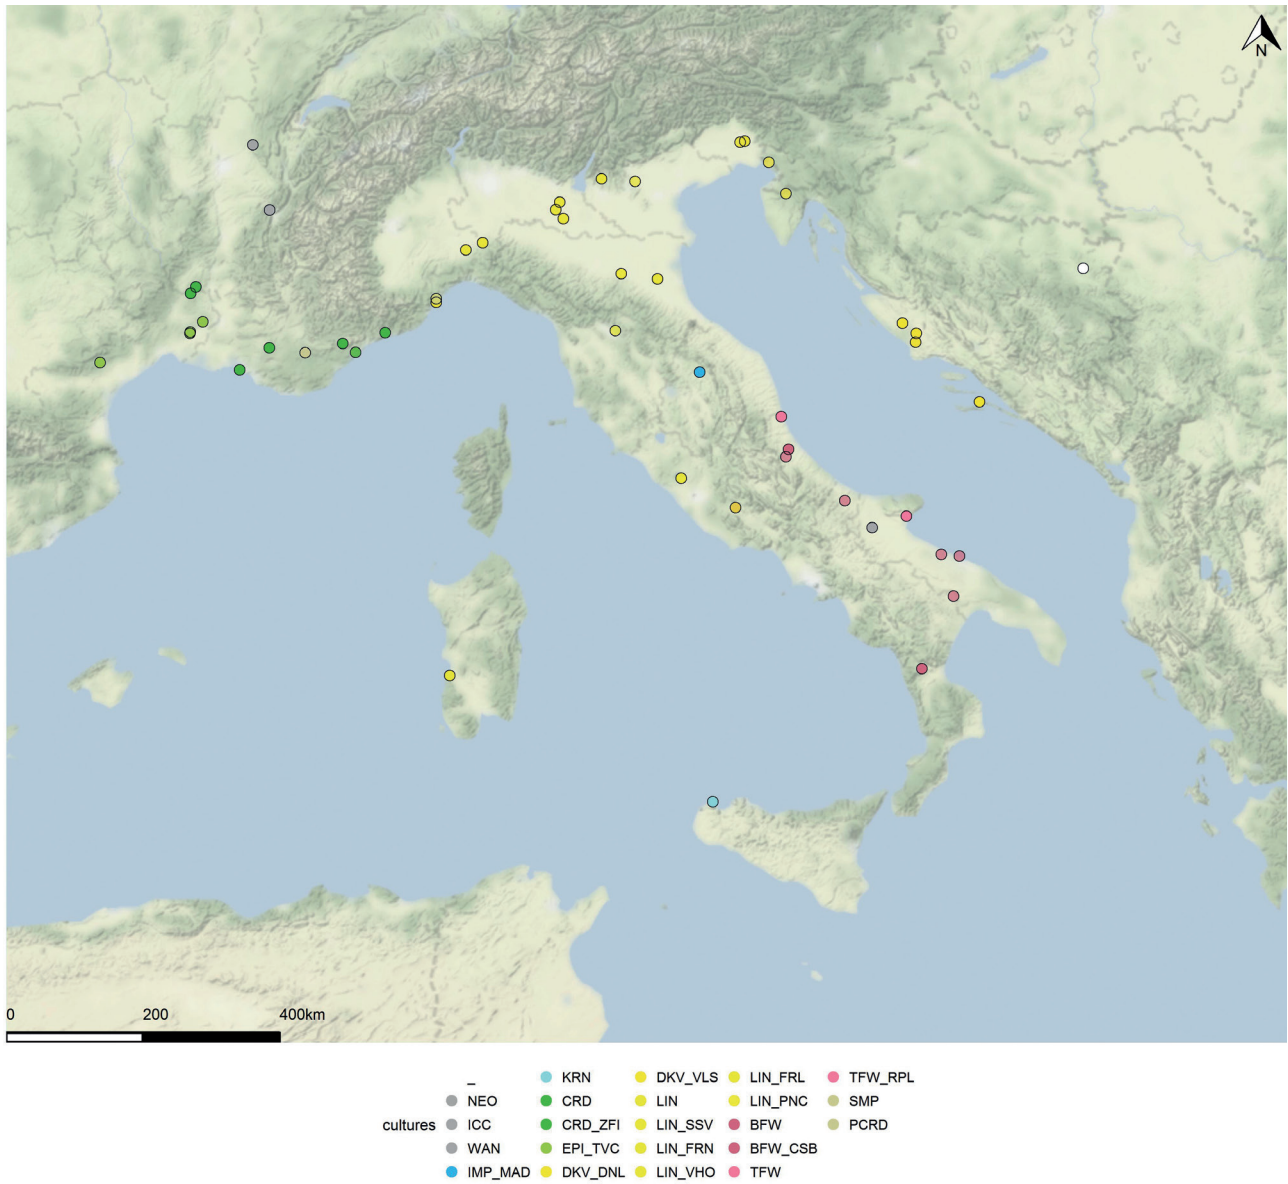 N
0 200 400km
_ KRN DKV_VLS LIN_FRL TFW_RPL
NEO CRD LIN LIN_PNC SMP
cultures ICC CRD_ZFI LIN_SSV BFW PCRD
WAN EPI_TVC LIN_FRN BFW_CSB
IMP_MAD DKV_DNL LIN_VHO TFW